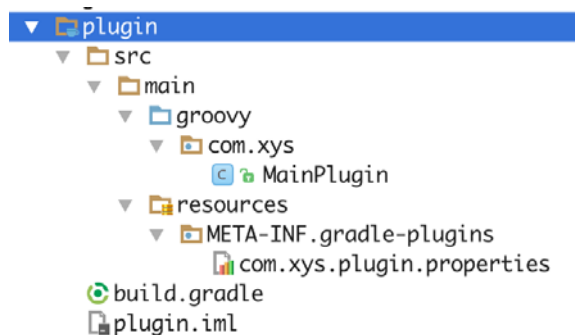 plugin
src
main
groovy
com.xys
C MainPlugin
resources
META-INF.gradle-plugins
com.xys.plugin.properties
build.gradle
plugin.iml